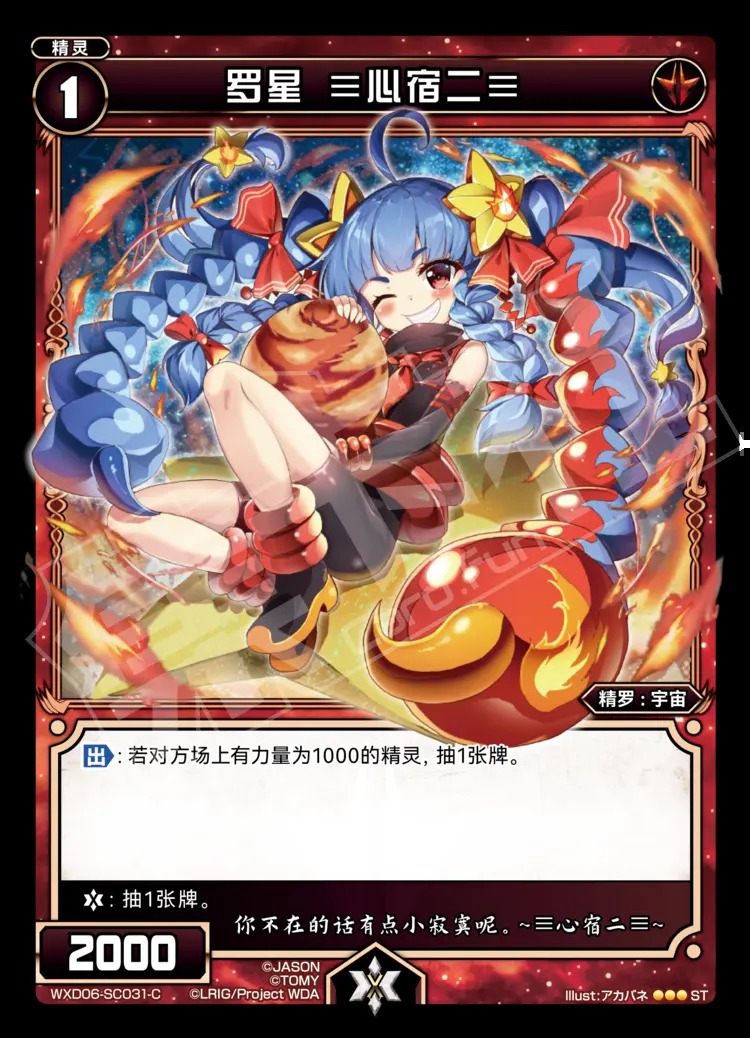 精灵
1
罗星 ≡心宿二≡
精罗:宇宙
出:若对方场上有力量为1000的精灵,抽1张牌。
:抽1张牌。
你不在的话有点小寂寞呢。~≡心宿二≡~
2000
©JASON
©TOMY
WXD06-SC031-C ©LRIG/Project WDA
Illust:アカバネ ST